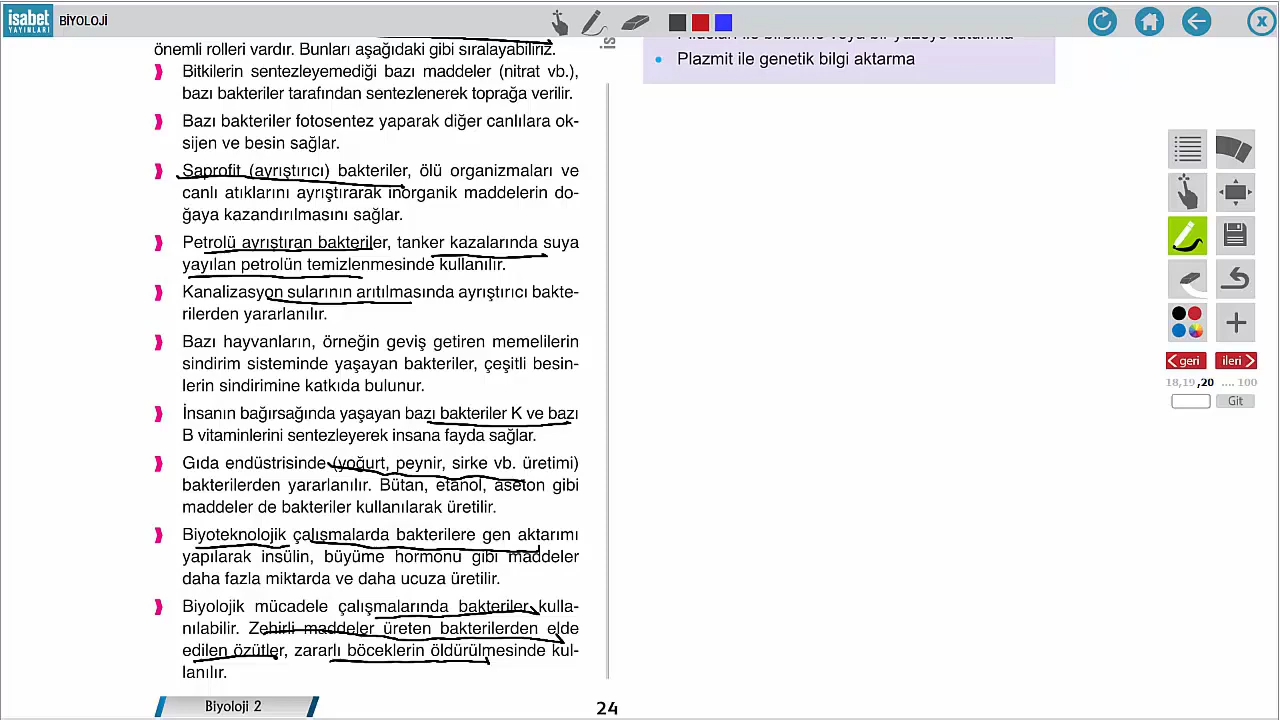 isabet
YAYINLARI
BİYOLOJİ
önemli rolleri vardır. Bunları aşağıdaki gibi sıralayabiliriz.
Bitkilerin sentezleyemediği bazı maddeler (nitrat vb.),
bazı bakteriler tarafından sentezlenerek toprağa verilir.
Bazı bakteriler fotosentez yaparak diğer canlılara ok-
sijen ve besin sağlar.
Saprofit (ayrıştırıcı) bakteriler, ölü organizmaları ve
canlı atıklarını ayrıştırarak inorganik maddelerin do-
ğaya kazandırılmasını sağlar.
Petrolü ayrıştıran bakteriler, tanker kazalarında suya
yayılan petrolün temizlenmesinde kullanılır.
Kanalizasyon sularının arıtılmasında ayrıştırıcı bakte-
rilerden yararlanılır.
Bazı hayvanların, örneğin geviş getiren memelilerin
sindirim sisteminde yaşayan bakteriler, çeşitli besin-
lerin sindirimine katkıda bulunur.
İnsanın bağırsağında yaşayan bazı bakteriler K ve bazı
B vitaminlerini sentezleyerek insana fayda sağlar.
Gıda endüstrisinde (yoğurt, peynir, sirke vb. üretimi)
bakterilerden yararlanılır. Bütan, etanol, aseton gibi
maddeler de bakteriler kullanılarak üretilir.
Biyoteknolojik çalışmalarda bakterilere gen aktarımı
yapılarak insülin, büyüme hormonu gibi maddeler
daha fazla miktarda ve daha ucuza üretilir.
Biyolojik mücadele çalışmalarında bakteriler kulla-
nılabilir. Zehirli maddeler üreten bakterilerden elde
edilen özütler, zararlı böceklerin öldürülmesinde kul-
lanılır.
Biyoloji 2
24
is
• Plazmit ile genetik bilgi aktarma
geri
ileri
18,19,20 .... 100
Git